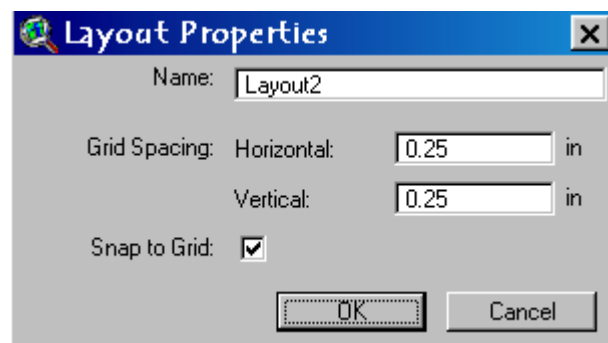 Layout Properties
Name: Layout2
Grid Spacing: Horizontal: 0.25 in
Vertical: 0.25 in
Snap to Grid:
OK Cancel